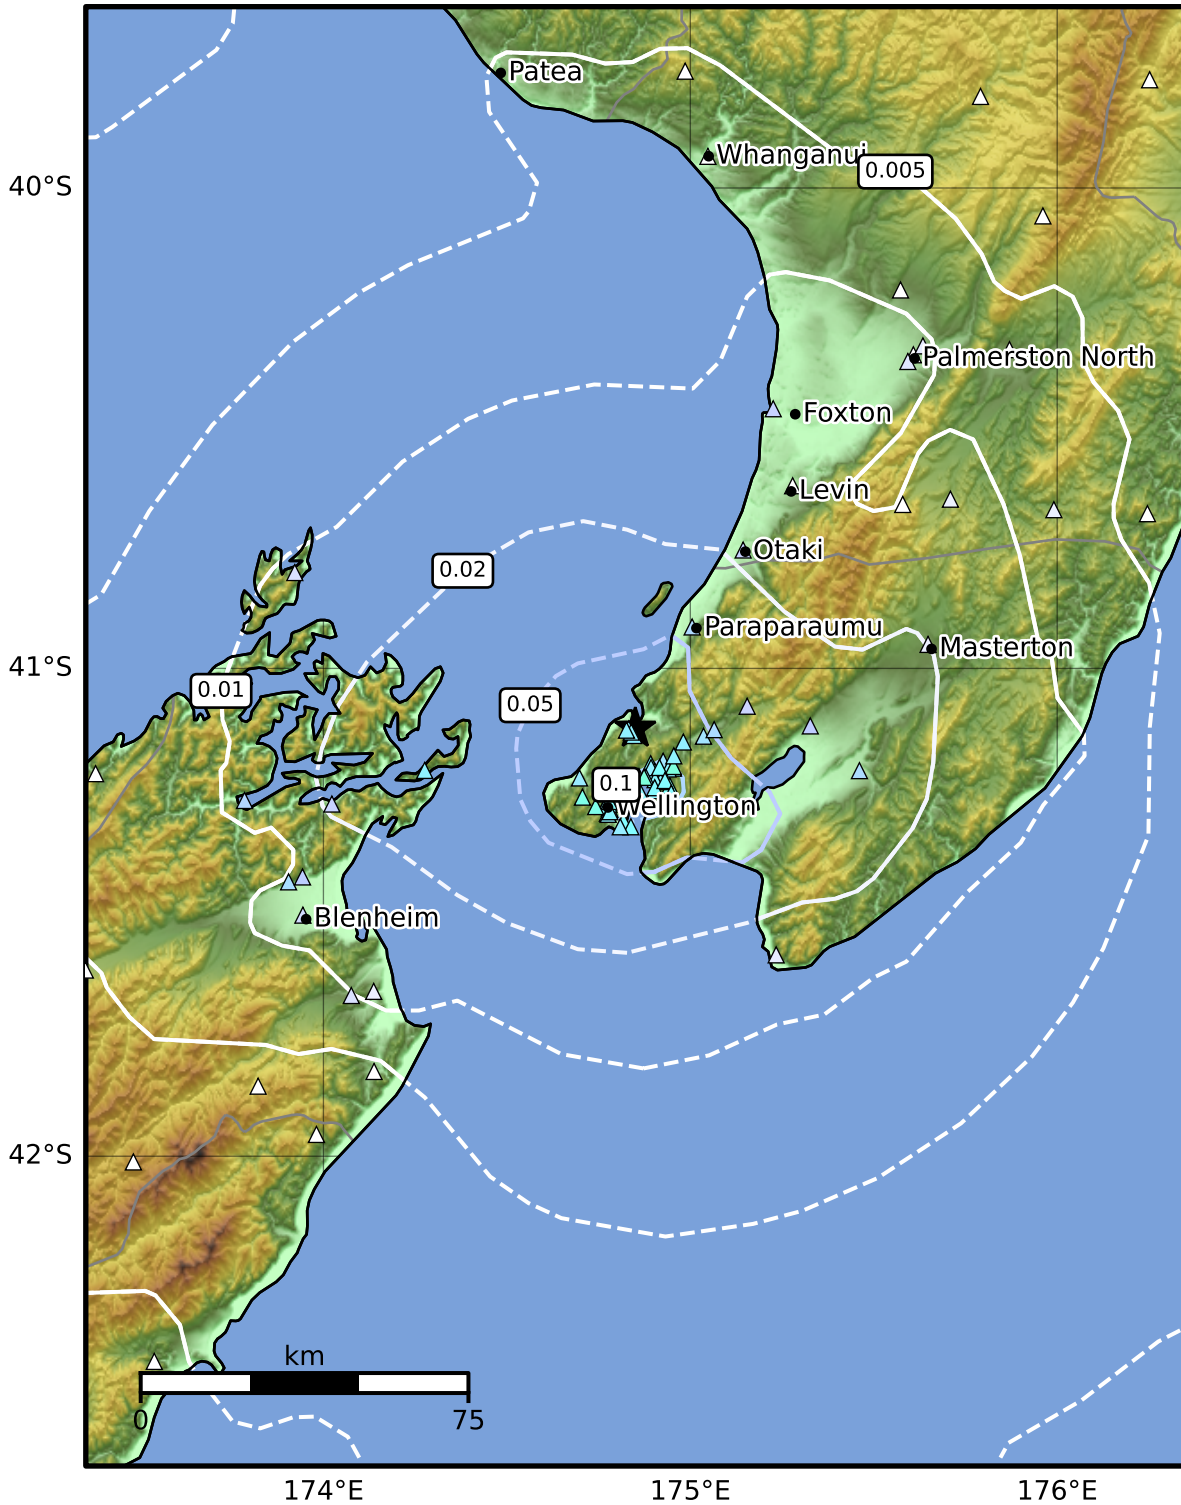 Patea
Whanganui
0.005
40°S
Palmerston North
Foxton
Levin
Otaki
0.02
Paraparaumu
Masterton
41°S
0.01
0.05
0.1
Wellington
Blenheim
42°S
km
0
75
174°E
175°E
176°E